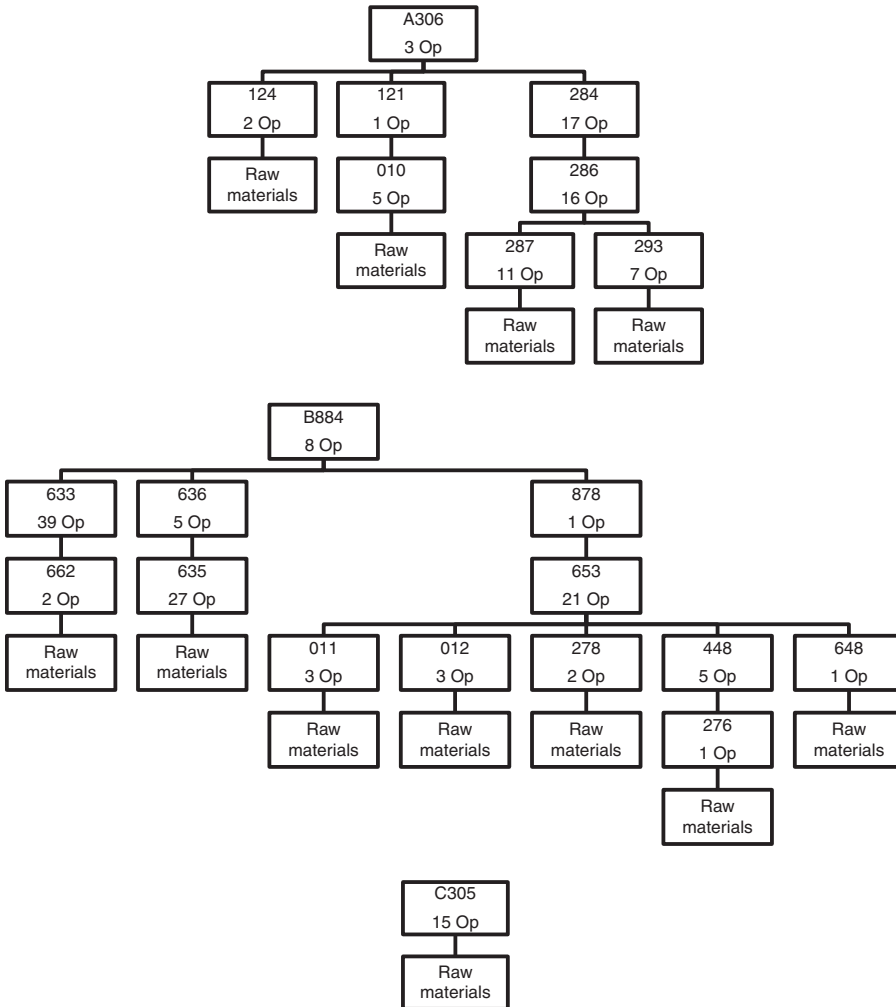 A306
3 Op
124
2 Op
121
1 Op
284
17 Op
Raw
materials
010
5 Op
286
16 Op
Raw
materials
287
11 Op
293
7 Op
Raw
materials
Raw
materials
B884
8 Op
633
39 Op
636
5 Op
878
1 Op
662
2 Op
635
27 Op
653
21 Op
Raw
materials
Raw
materials
011
3 Op
012
3 Op
278
2 Op
448
5 Op
648
1 Op
Raw
materials
Raw
materials
Raw
materials
276
1 Op
Raw
materials
Raw
materials
C305
15 Op
Raw
materials